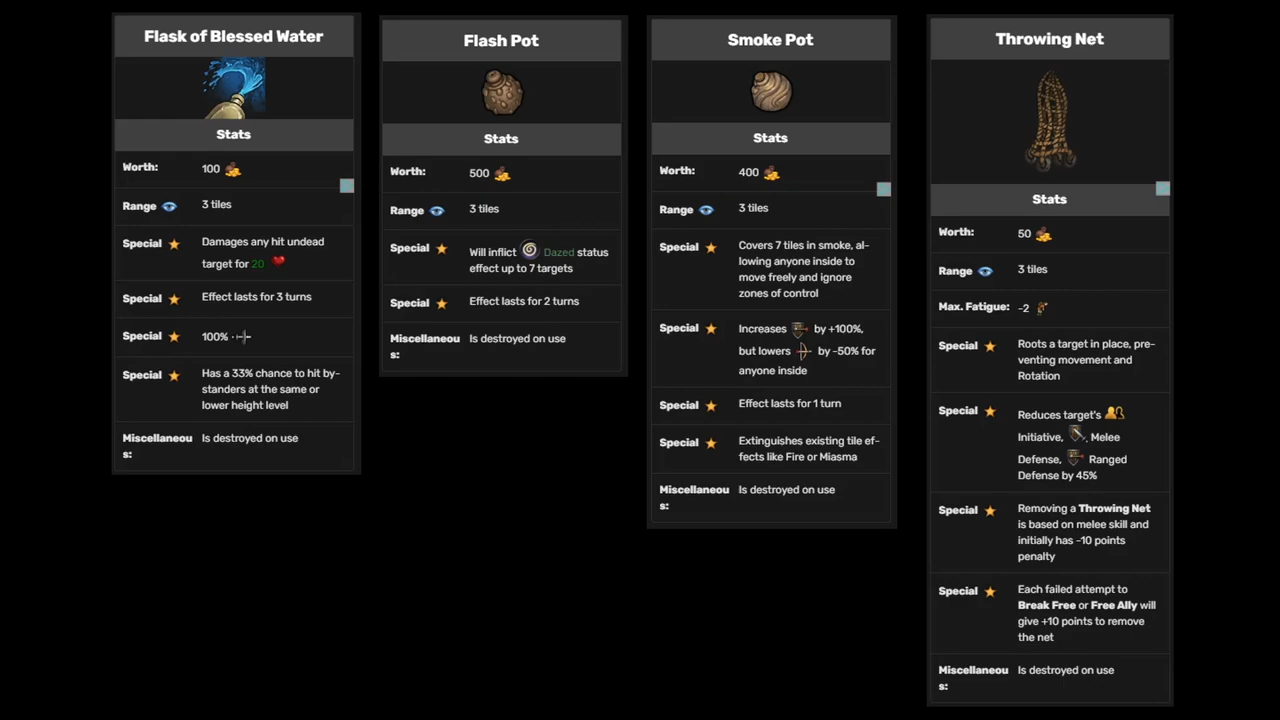 Flask of Blessed Water
Stats
Worth: 100
Range 3 tiles
Special Damages any hit undead
target for 20
Special Effect lasts for 3 turns
Special 100%
Special Has a 33% chance to hit by-
standers at the same or
lower height level
Miscellaneou Is destroyed on use
s:
Flash Pot
Stats
Worth: 500
Range 3 tiles
Special Will inflict Dazed status
effect up to 7 targets
Special Effect lasts for 2 turns
Miscellaneou Is destroyed on use
s:
Smoke Pot
Stats
Worth: 400
Range 3 tiles
Special Covers 7 tiles in smoke, al-
lowing anyone inside to
move freely and ignore
zones of control
Special Increases by +100%,
but lowers by -50% for
anyone inside
Special Effect lasts for 1 turn
Special Extinguishes existing tile ef-
fects like Fire or Miasma
Miscellaneou Is destroyed on use
s:
Throwing Net
Stats
Worth: 50
Range 3 tiles
Max. Fatigue: -2
Special Roots a target in place, pre-
venting movement and
Rotation
Special Reduces target's
Initiative, Melee
Defense, Ranged
Defense by 45%
Special Removing a Throwing Net
is based on melee skill and
initially has -10 points
penalty
Special Each failed attempt to
Break Free or Free Ally will
give +10 points to remove
the net
Miscellaneou Is destroyed on use
s: